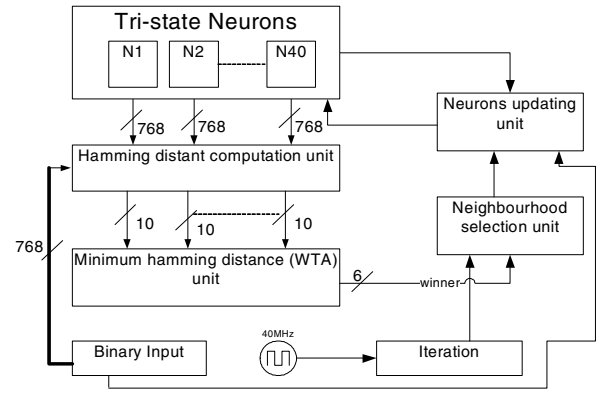 Tri-state Neurons
N1 N2 N40
768 768 768
Neurons updating
unit
Hamming distant computation unit
10 10 10
Neighbourhood
selection unit
768
Minimum hamming distance (WTA)
unit
6
winner
40MHz
Binary Input
Iteration